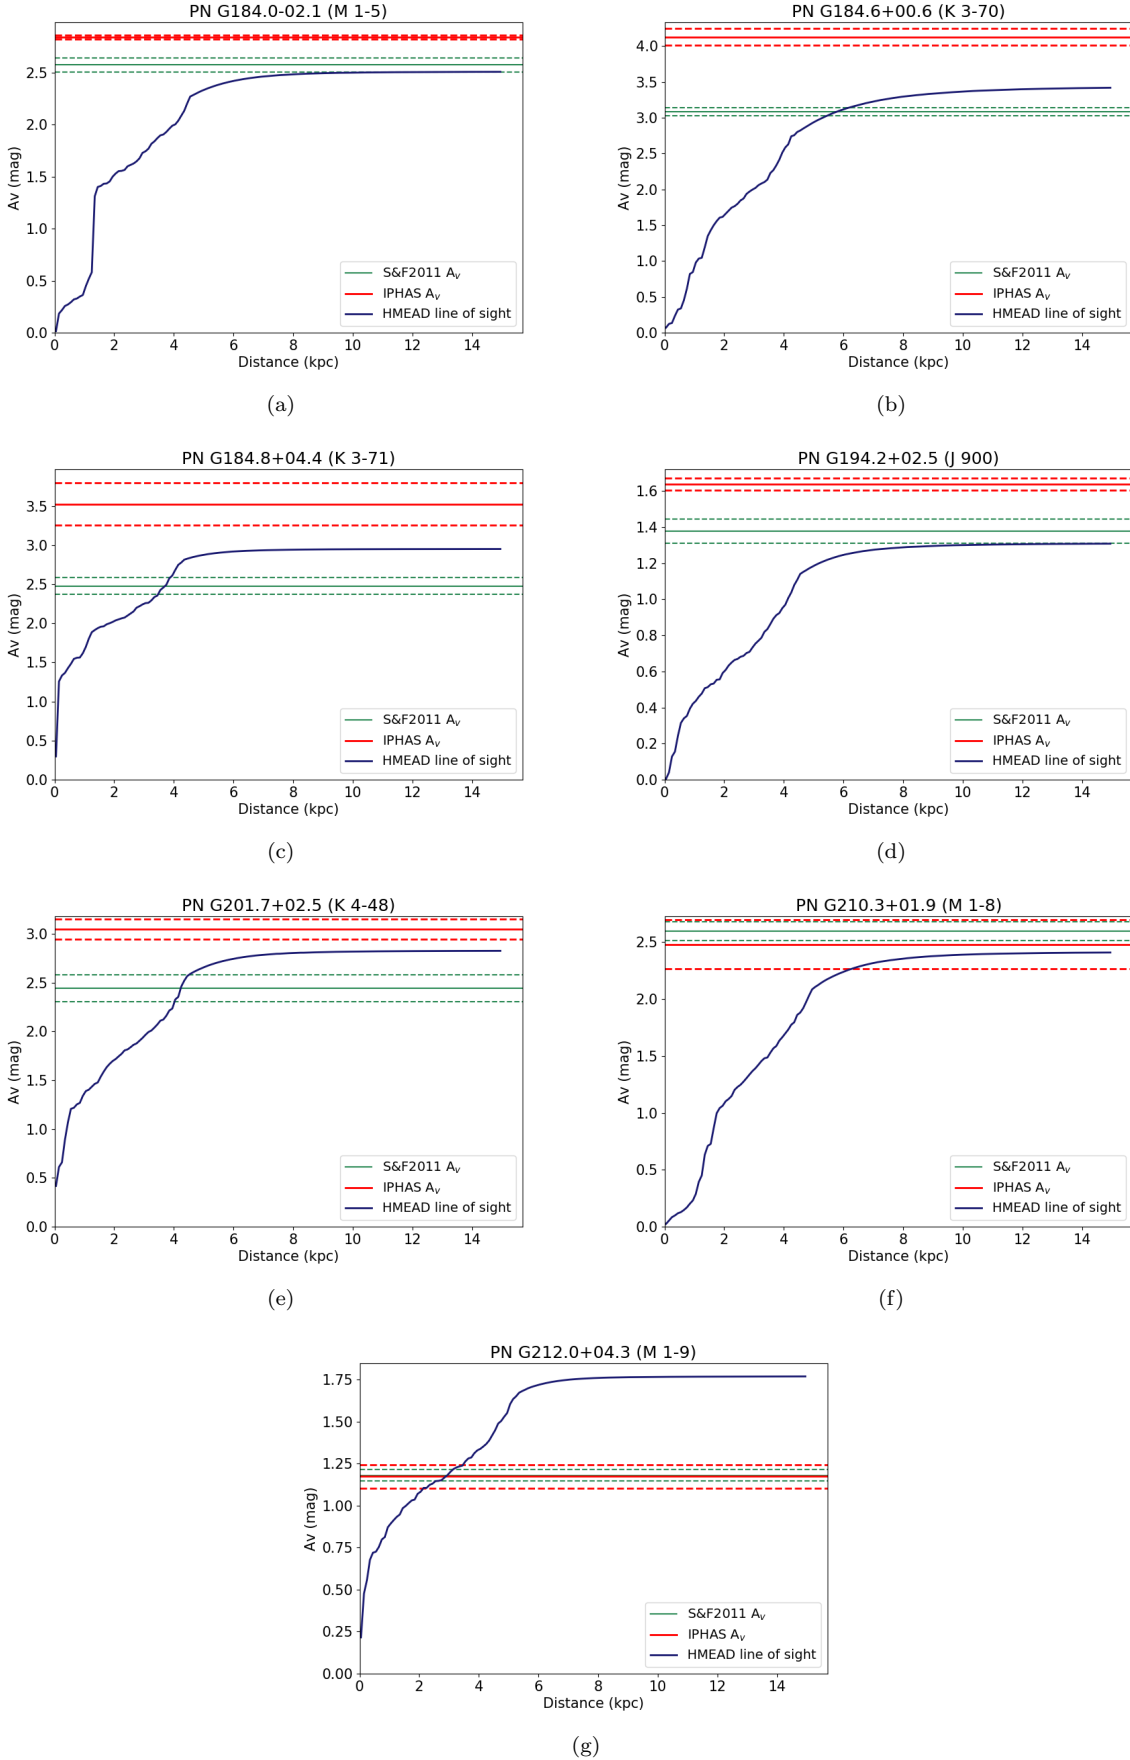 PN G184.0-02.1 (M 1-5)
2.5
2.0
1.5
1.0
0.5
0.0
Av (mag)
S&F2011 Av
IPHAS Av
HMEAD line of sight
0 2 4 6 8 10 12 14
Distance (kpc)
(a)
PN G184.6+00.6 (K 3-70)
4.0
3.5
3.0
2.5
2.0
1.5
1.0
0.5
0.0
Av (mag)
S&F2011 Av
IPHAS Av
HMEAD line of sight
0 2 4 6 8 10 12 14
Distance (kpc)
(b)
PN G184.8+04.4 (K 3-71)
3.5
3.0
2.5
2.0
1.5
1.0
0.5
0.0
Av (mag)
S&F2011 Av
IPHAS Av
HMEAD line of sight
0 2 4 6 8 10 12 14
Distance (kpc)
(c)
PN G194.2+02.5 (J 900)
1.6
1.4
1.2
1.0
0.8
0.6
0.4
0.2
0.0
Av (mag)
S&F2011 Av
IPHAS Av
HMEAD line of sight
0 2 4 6 8 10 12 14
Distance (kpc)
(d)
PN G201.7+02.5 (K 4-48)
3.0
2.5
2.0
1.5
1.0
0.5
0.0
Av (mag)
S&F2011 Av
IPHAS Av
HMEAD line of sight
0 2 4 6 8 10 12 14
Distance (kpc)
(e)
PN G210.3+01.9 (M 1-8)
2.5
2.0
1.5
1.0
0.5
0.0
Av (mag)
S&F2011 Av
IPHAS Av
HMEAD line of sight
0 2 4 6 8 10 12 14
Distance (kpc)
(f)
PN G212.0+04.3 (M 1-9)
1.75
1.50
1.25
1.00
0.75
0.50
0.25
0.00
Av (mag)
S&F2011 Av
IPHAS Av
HMEAD line of sight
0 2 4 6 8 10 12 14
Distance (kpc)
(g)